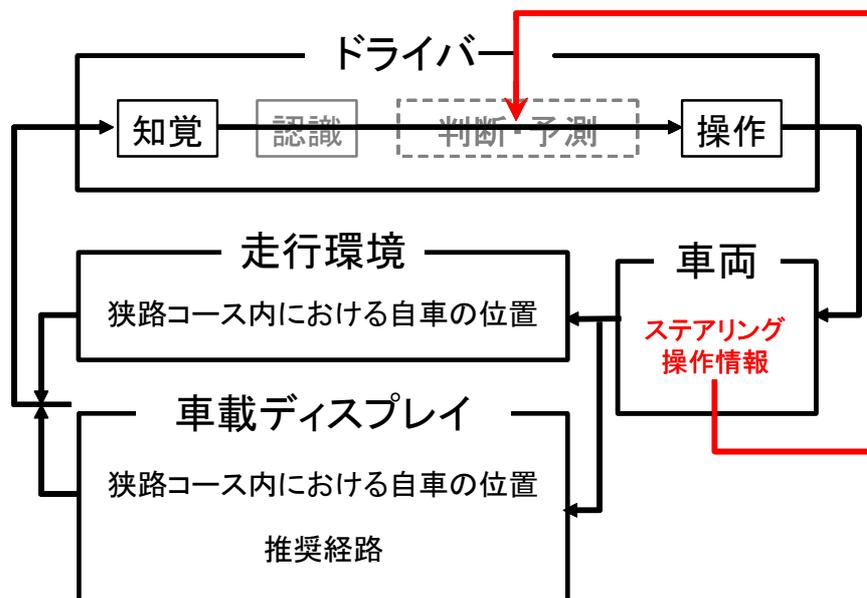 ドライバー
知覚
認識
判断・予測
操作
走行環境
狭路コース内における自車の位置
車両
ステアリング
操作情報
車載ディスプレイ
狭路コース内における自車の位置
推奨経路